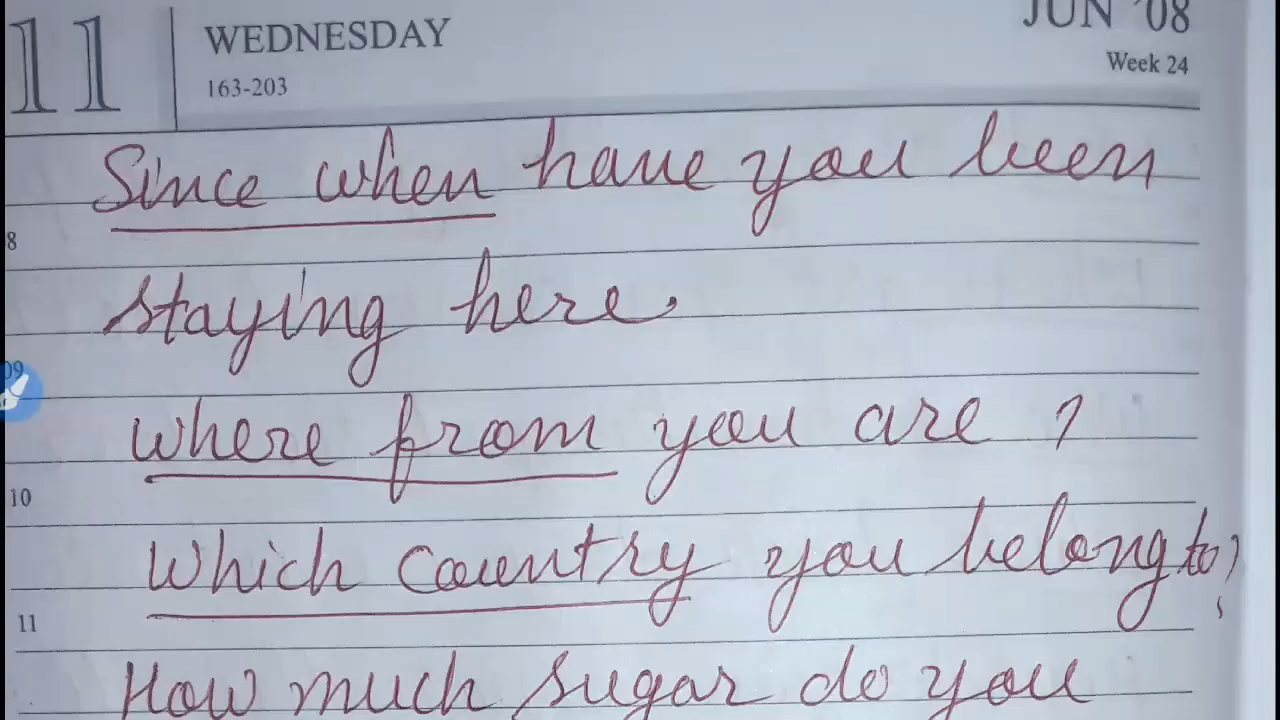 11 WEDNESDAY JUN '08
163-203 Week 24
Since when have you been
8
staying here.
09
where from you are ?
10
Which country you belong to?
11
How much sugar do you